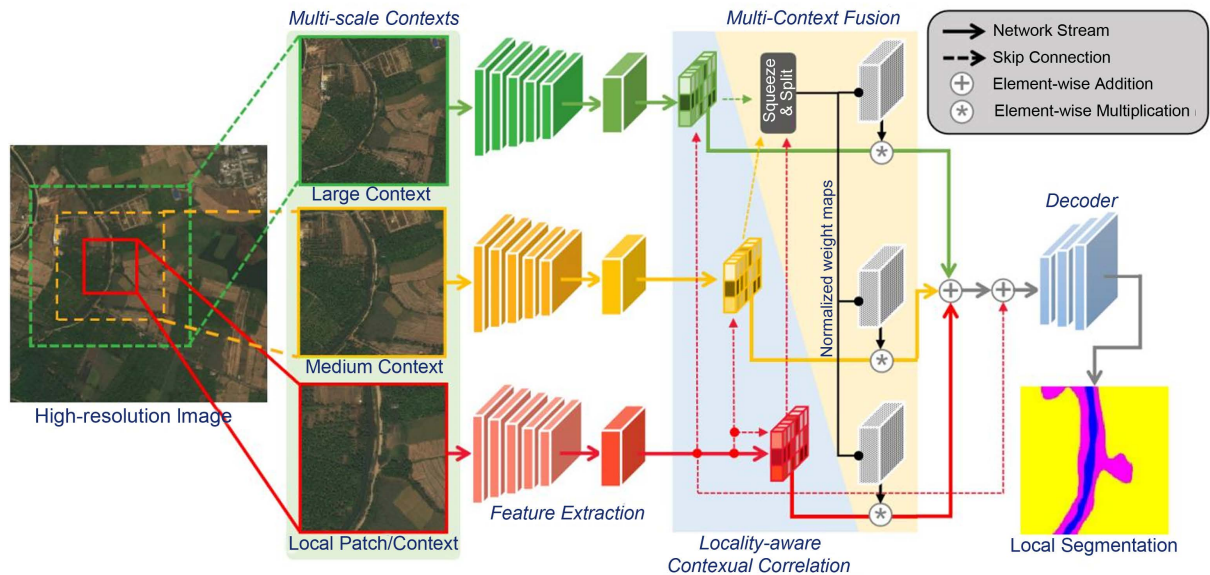 Multi-scale Contexts
Multi-Context Fusion
Network Stream
Skip Connection
+ Element-wise Addition
* Element-wise Multiplication
Squeeze
& Split
Large Context
Normalized weight maps
Decoder
Medium Context
High-resolution Image
Feature Extraction
Local Patch/Context
Locality-aware
Contexual Correlation
Local Segmentation